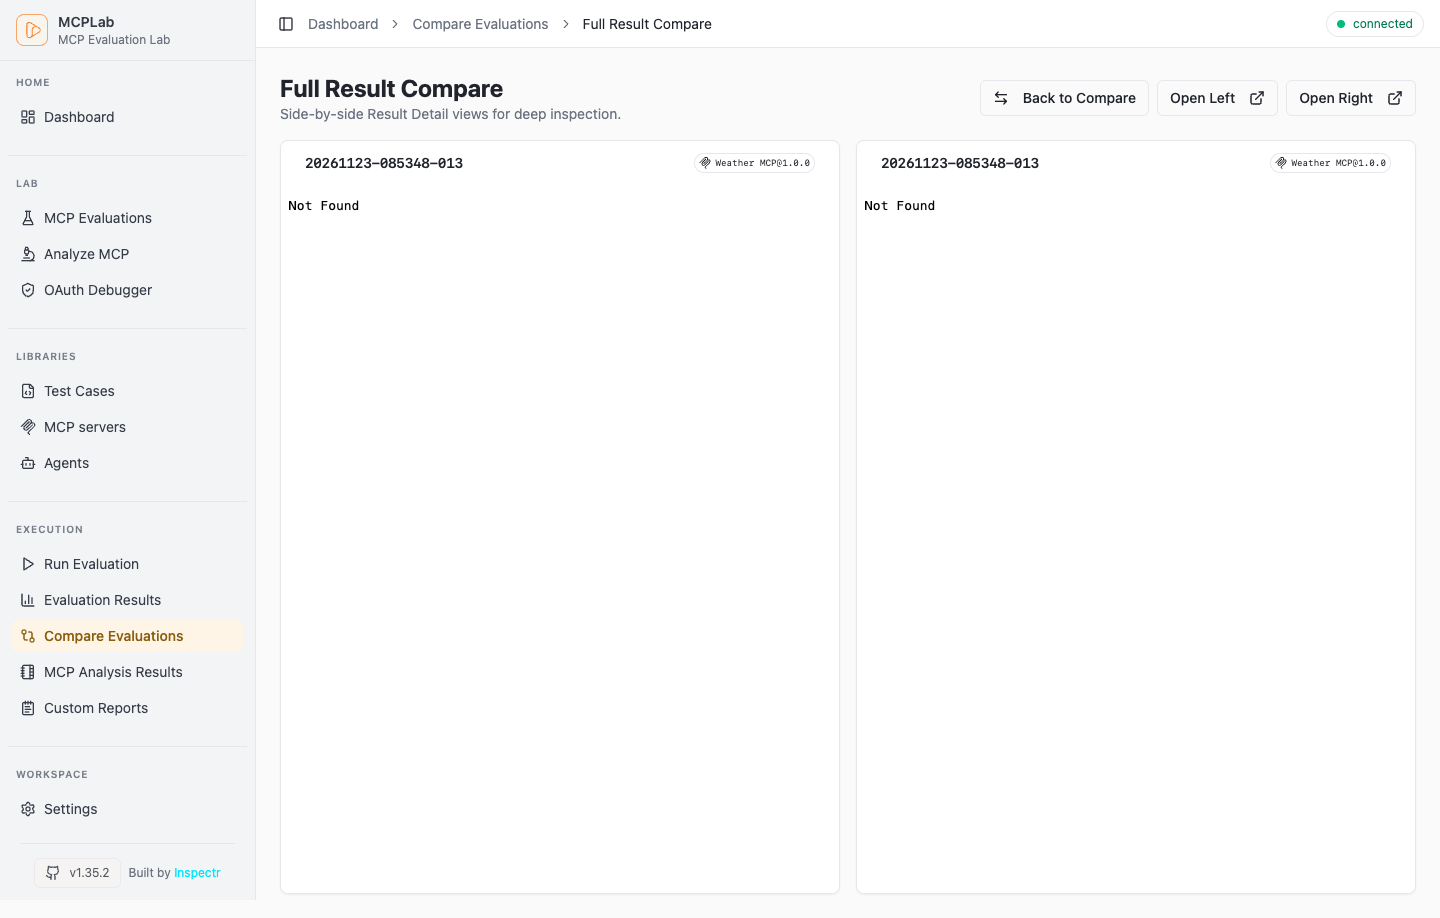 MCPLab
MCP Evaluation Lab
HOME
Dashboard
LAB
MCP Evaluations
Analyze MCP
OAuth Debugger
LIBRARIES
Test Cases
MCP servers
Agents
EXECUTION
Run Evaluation
Evaluation Results
Compare Evaluations
MCP Analysis Results
Custom Reports
WORKSPACE
Settings
v1.35.2
Built by Inspectr
Dashboard > Compare Evaluations > Full Result Compare
connected
Full Result Compare
Side-by-side Result Detail views for deep inspection.
Back to Compare
Open Left
Open Right
20261123-085348-013
Weather MCP@1.0.0
Not Found
20261123-085348-013
Weather MCP@1.0.0
Not Found